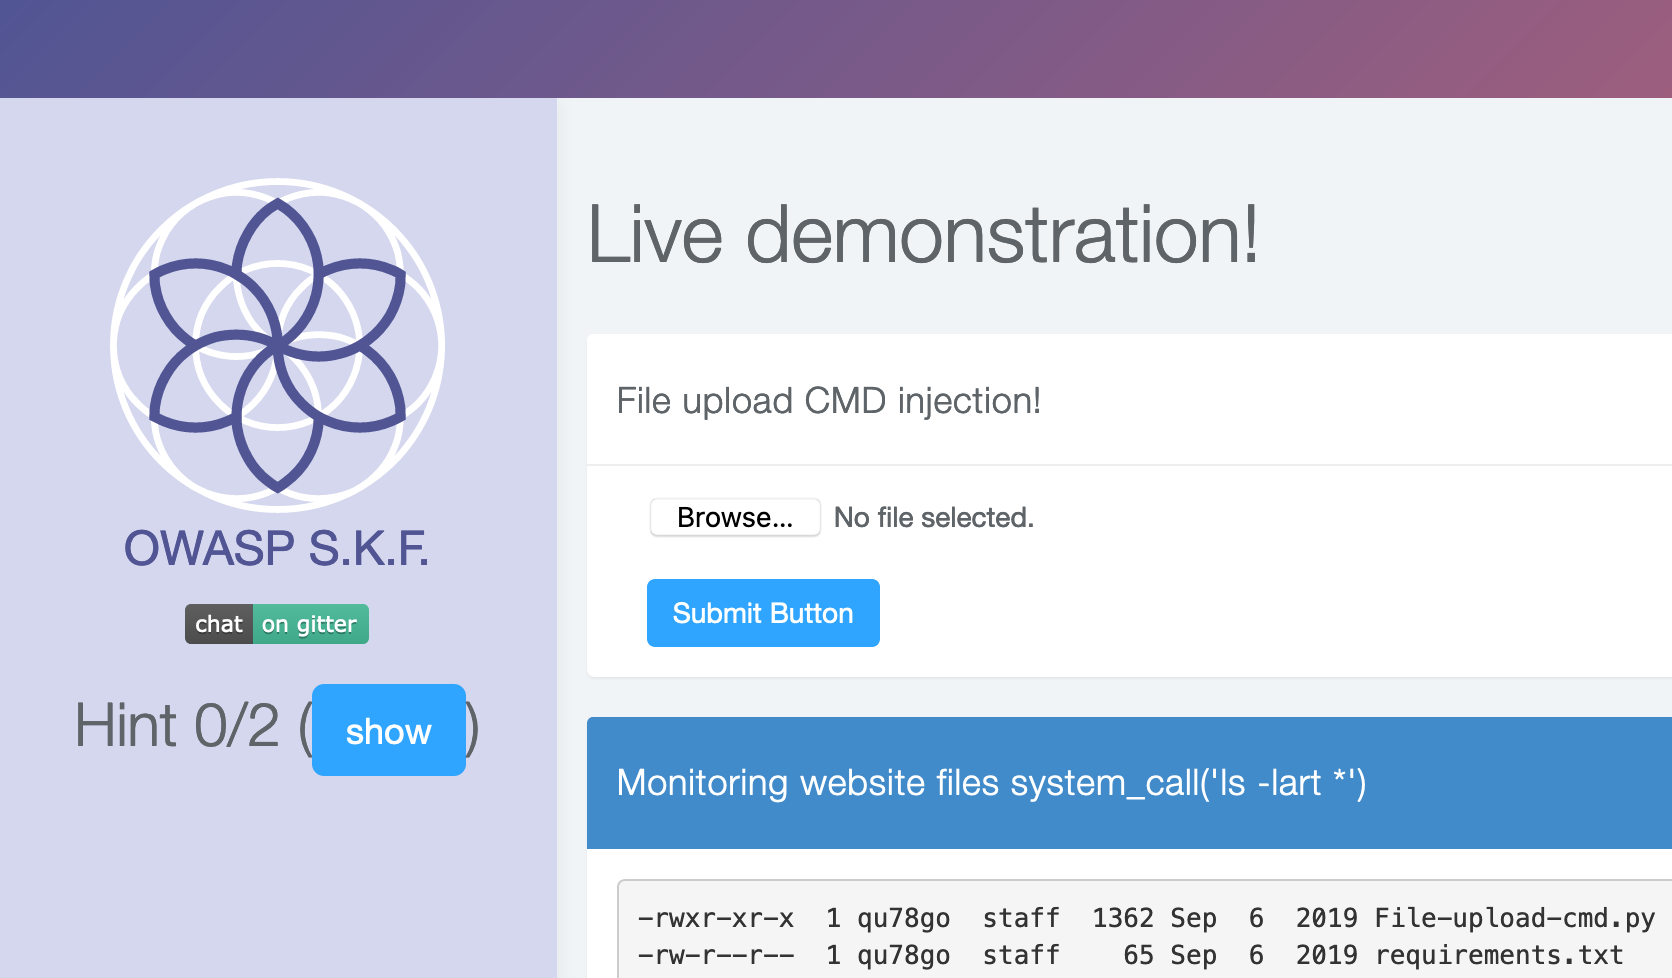 OWASP S.K.F.
chat on gitter
Hint 0/2 (show)
Live demonstration!
File upload CMD injection!
Browse... No file selected.
Submit Button
Monitoring website files system_call('ls -lart *')
-rwxr-xr-x  1 qu78go  staff  1362 Sep  6  2019 File-upload-cmd.py
-rw-r--r--  1 qu78go  staff    65 Sep  6  2019 requirements.txt